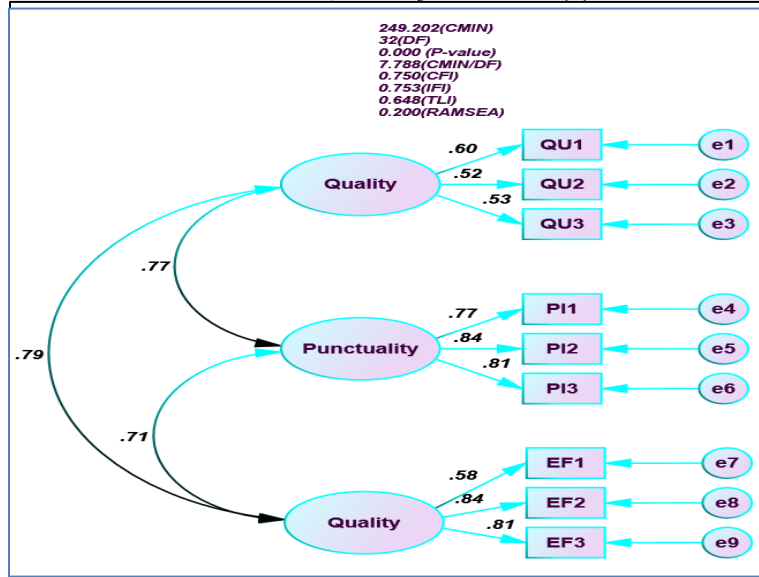 249.202(CMIN)
32(DF)
0.000 (P-value)
7.788(CMIN/DF)
0.750(CFI)
0.753(IFI)
0.648(TLI)
0.200(RAMSEA)
.60
QU1
e1
Quality
.52
QU2
e2
.53
QU3
e3
.77
.77
PI1
e4
Punctuality
.84
PI2
e5
.79
.81
PI3
e6
.71
.58
EF1
e7
Quality
.84
EF2
e8
.81
EF3
e9